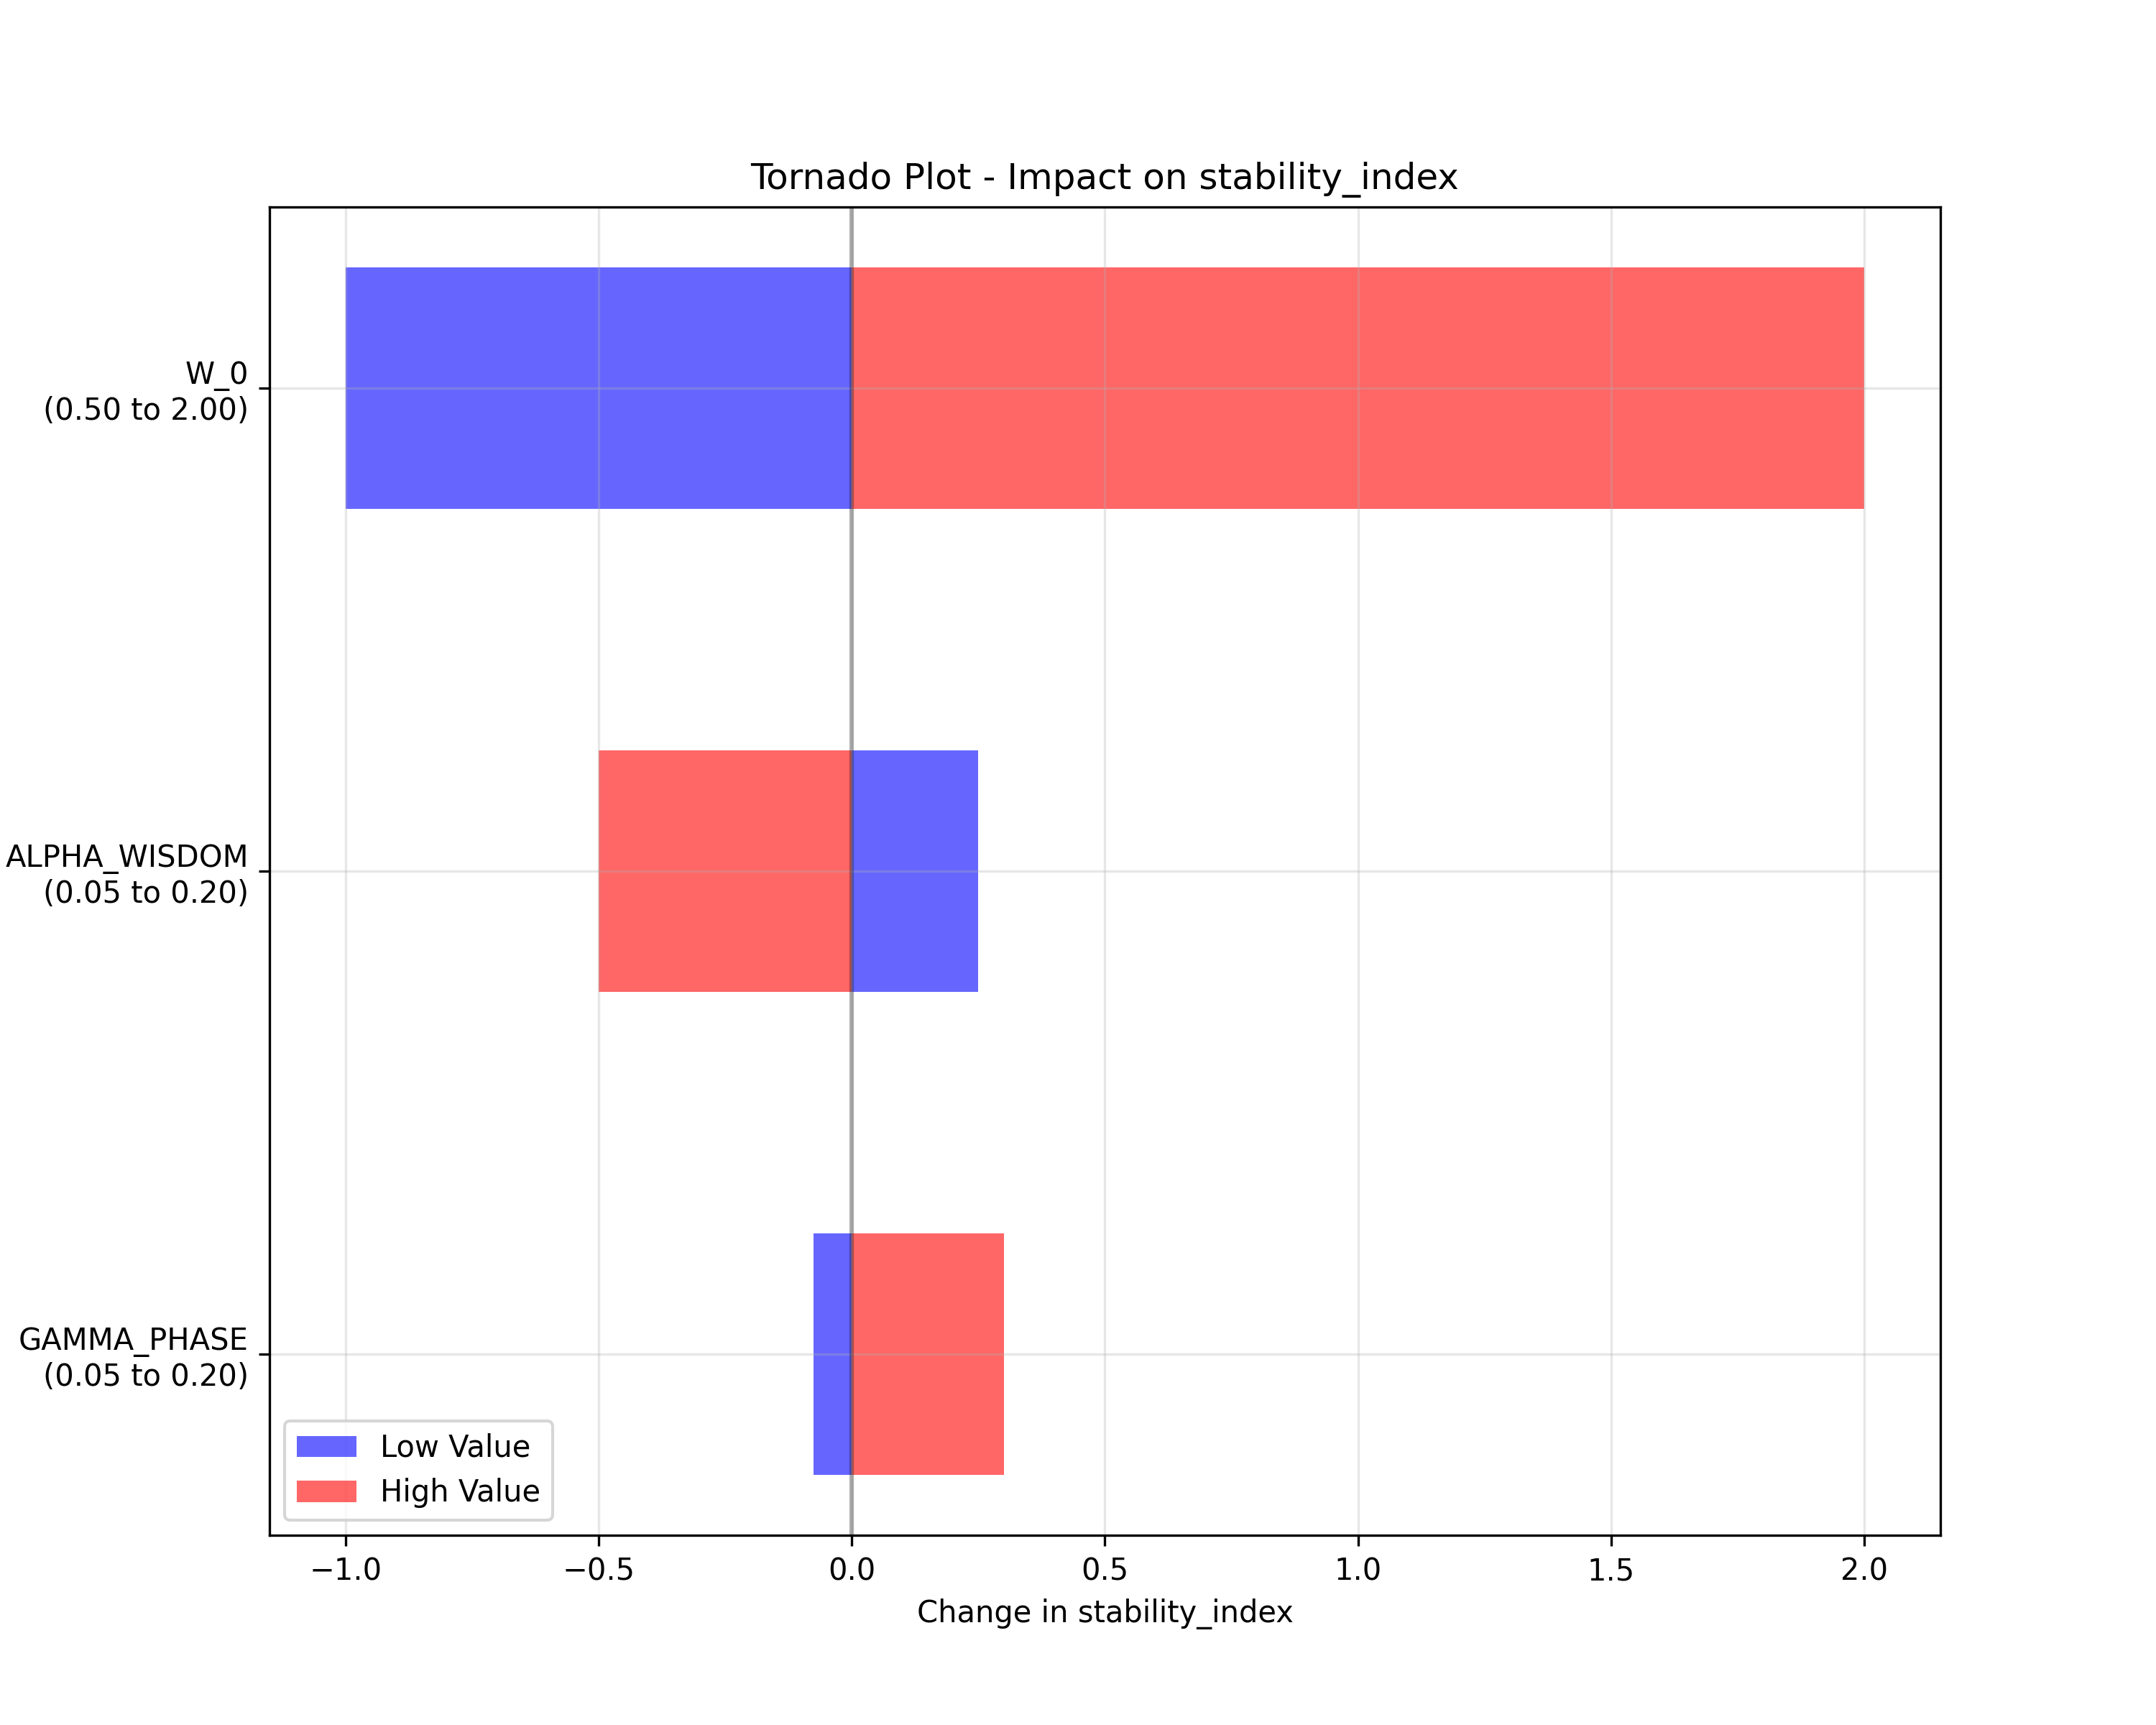 Tornado Plot - Impact on stability_index
W_0
(0.50 to 2.00)
ALPHA_WISDOM
(0.05 to 0.20)
GAMMA_PHASE
(0.05 to 0.20)
Low Value
High Value
−1.0 −0.5 0.0 0.5 1.0 1.5 2.0
Change in stability_index